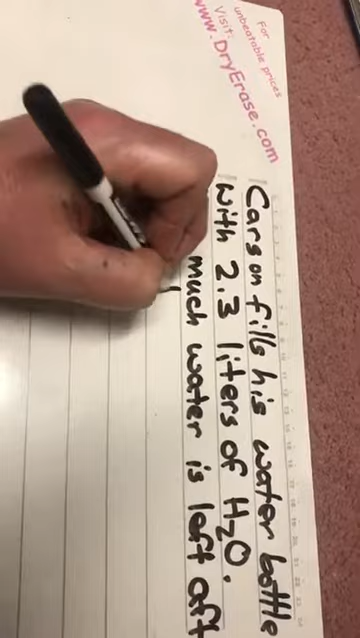 For
unbeatable prices
Visit:
www.DryErase.com
Carson fills his water bottle
with 2.3 liters of H₂O.
much water is left aft